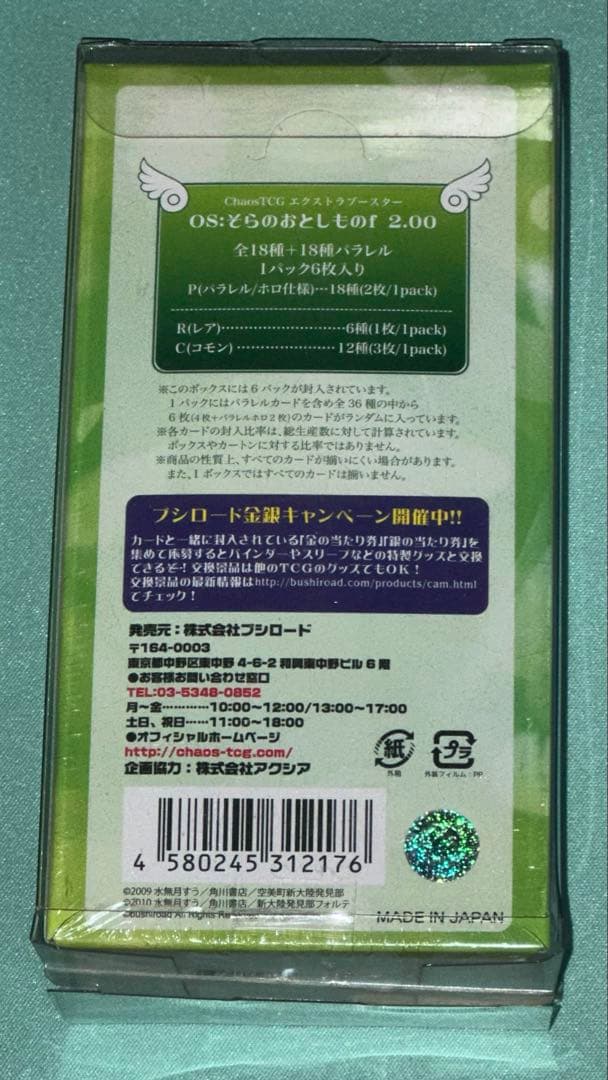 ChaosTCG エクストラブースター
OS:そらのおとしものf 2.00
全18種＋18種パラレル
1パック6枚入り
P(パラレル/ホロ仕様)…18種(2枚/1pack)
R(レア)…………………………6種(1枚/1pack)
C(コモン)……………………12種(3枚/1pack)
※このボックスには6パックが封入されています。
1パックにはパラレルカードを含め全36種の中から
6枚(4枚+パラレルホロ2枚)のカードがランダムに入っています。
※各カードの封入比率は、総生産数に対して計算されています。
ボックスやカートンに対する比率ではありません。
※商品の性質上、すべてのカードが揃いにくい場合があります。
また、1ボックスではすべてのカードは揃いません。
ブシロード金銀キャンペーン開催中!!
カードと一緒に封入されている「金の当たり券」「銀の当たり券」を
集めて応募するとバインダーやスリーブなどの特製グッズと交換
できるぞ！交換景品は他のTCGのグッズでもOK！
交換景品の最新情報はhttp://bushiroad.com/products/cam.html
でチェック！
発売元：株式会社ブシロード
〒164-0003
東京都中野区東中野4-6-2 和興東中野ビル6階
●お客様お問い合わせ窓口
TEL:03-5348-0852
月～金…………10:00～12:00/13:00～17:00
土日、祝日……11:00～18:00
●オフィシャルホームページ
http://chaos-tcg.com/
企画協力：株式会社アクシア
紙
外箱
プラ
外装フィルム：PP
4 580245 312176
©2009 水無月すう／角川書店／空美町新大陸発見部
©2010 水無月すう／角川書店／新大陸発見部フォルテ
©bushiroad All Rights
MADE IN JAPAN